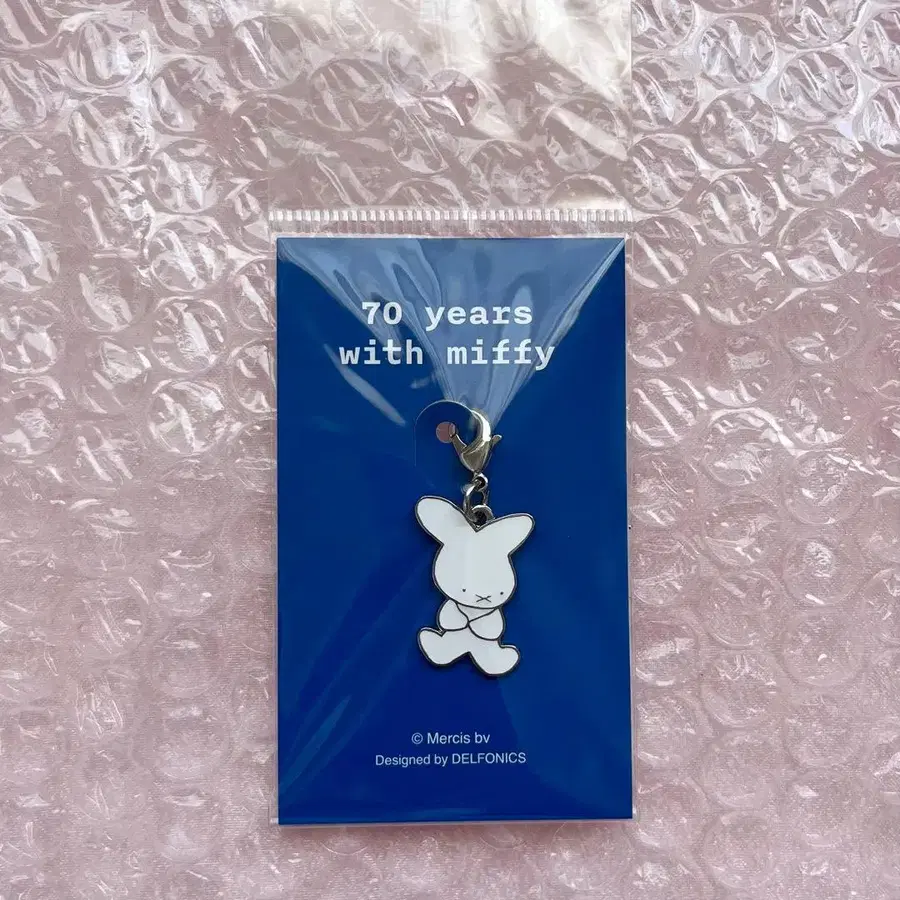 70 years
with miffy
© Mercis bv
Designed by DELFONICS